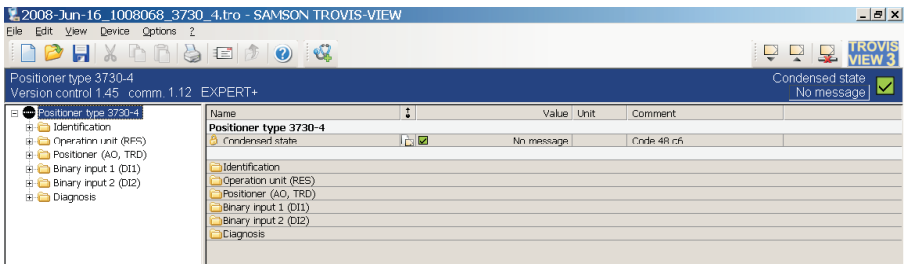 2008-Jun-16_1008068_3730_4.tro - SAMSON TROVIS-VIEW
File Edit View Device Options ?
TROVIS
VIEW 3
Positioner type 3730-4
Condensed state
Version control 1.45 comm. 1.12 EXPERT+
No message
Positioner type 3730-4
Identification
Operation unit (RES)
Positioner (AO, TRD)
Binary input 1 (DI1)
Binary input 2 (DI2)
Diagnosis
Name Value Unit Comment
Positioner type 3730-4
Condensed state No message Code 48.c6
Identification
Operation unit (RES)
Positioner (AO, TRD)
Binary input 1 (DI1)
Binary input 2 (DI2)
Diagnosis